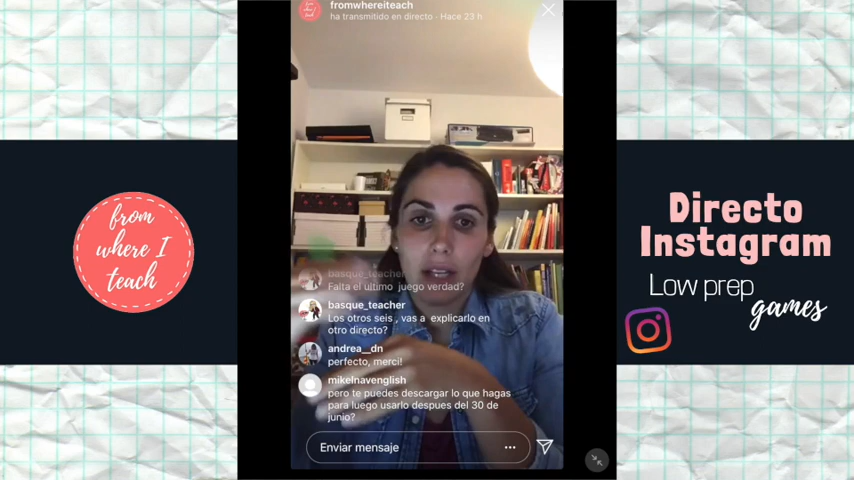 from
where I
teach
fromwhereiteach
ha transmitido en directo · Hace 23 h
basque_teacher
Falta el ultimo juego verdad?
basque_teacher
Los otros seis , vas a explicarlo en
otro directo?
andrea__dn
perfecto, merci!
mikelnavenglish
pero te puedes descargar lo que hagas
para luego usarlo despues del 30 de
junio?
Enviar mensaje
Directo
Instagram
Low prep
games